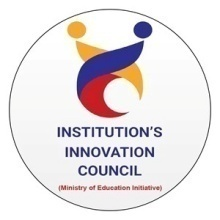 INSTITUTION'S
INNOVATION
COUNCIL
(Ministry of Education Initiative)